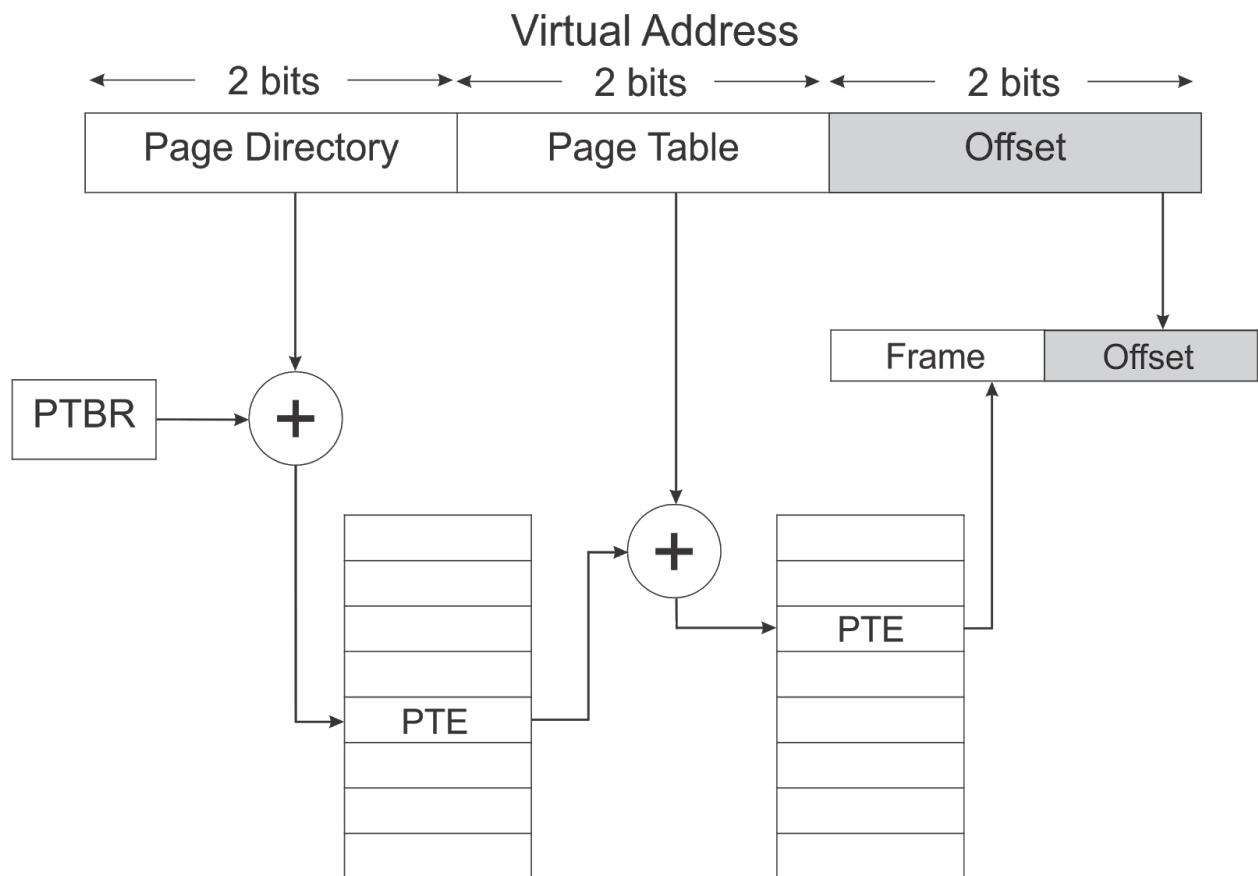 Virtual Address
2 bits 2 bits 2 bits
Page Directory Page Table Offset
Frame Offset
PTBR
+
+
PTE
PTE